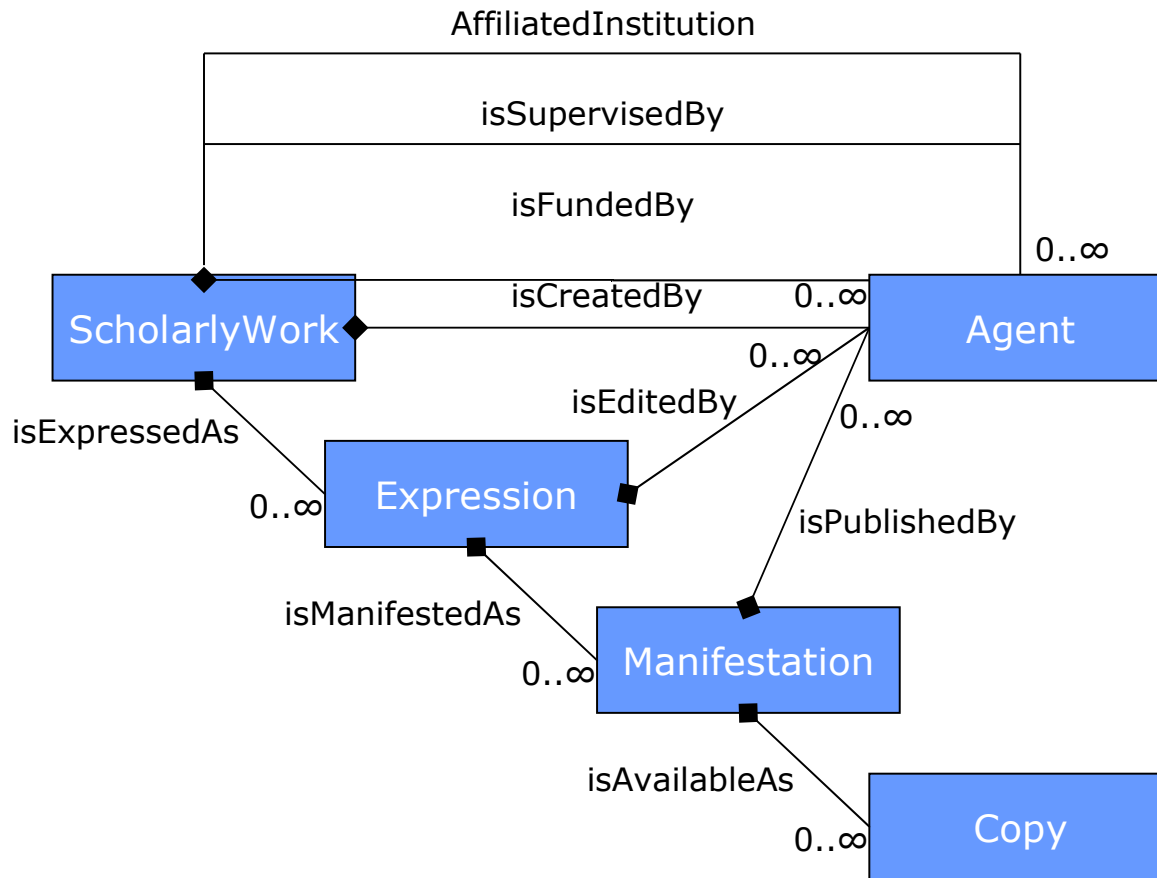 AffiliatedInstitution
isSupervisedBy
isFundedBy
0..∞
ScholarlyWork
isCreatedBy
0..∞
Agent
0..∞
isEditedBy
0..∞
isExpressedAs
Expression
0..∞
isPublishedBy
isManifestedAs
Manifestation
0..∞
isAvailableAs
Copy
0..∞